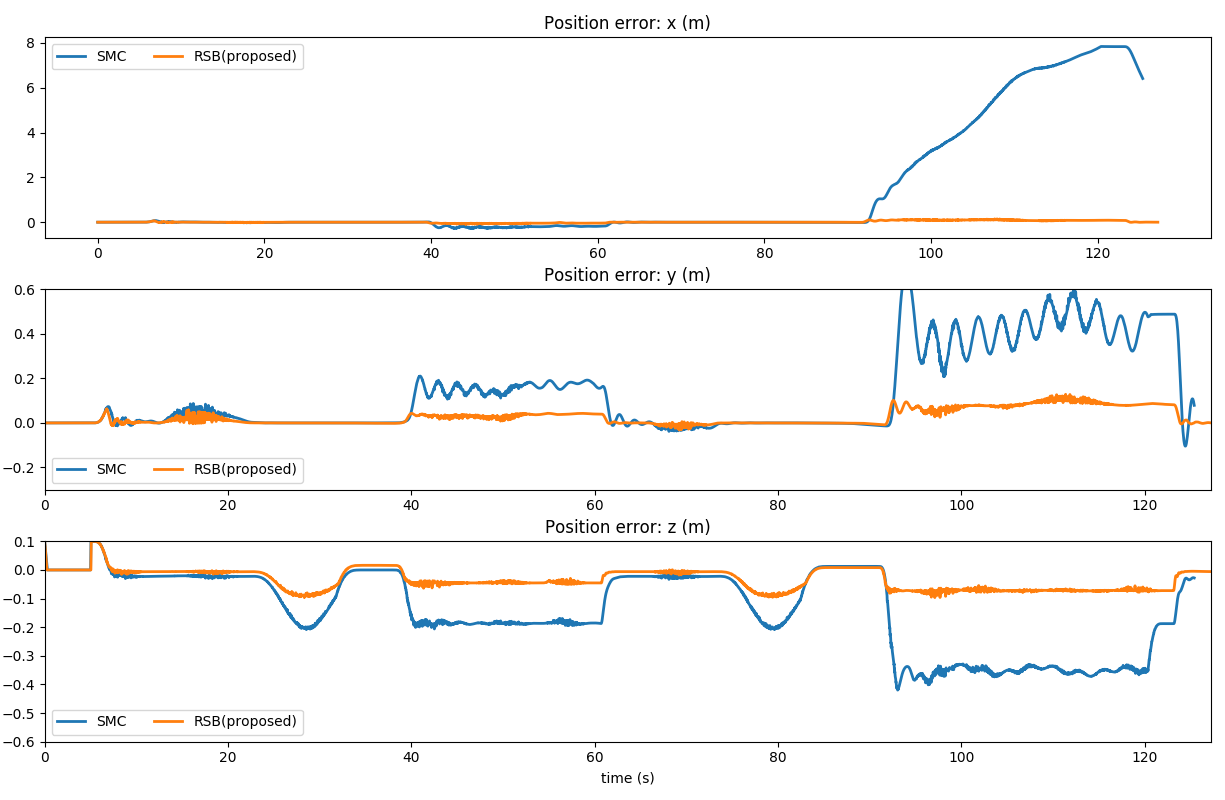 Position error: x (m)
8
6
4
2
0
SMC RSB(proposed)
0 20 40 60 80 100 120
Position error: y (m)
0.6
0.4
0.2
0.0
−0.2
SMC RSB(proposed)
0 20 40 60 80 100 120
Position error: z (m)
0.1
0.0
−0.1
−0.2
−0.3
−0.4
−0.5
−0.6
SMC RSB(proposed)
0 20 40 60 80 100 120
time (s)